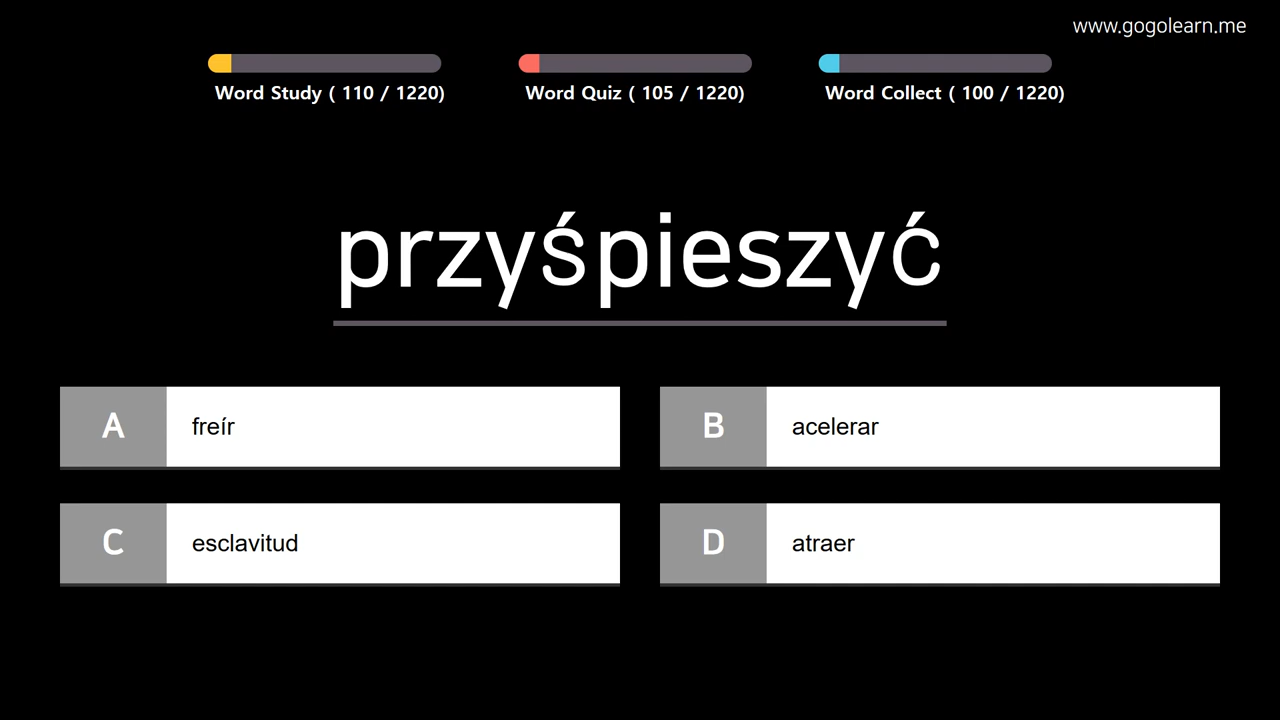 www.gogolearn.me
Word Study ( 110 / 1220)
Word Quiz ( 105 / 1220)
Word Collect ( 100 / 1220)
przyśpieszyć
A freír
B acelerar
C esclavitud
D atraer